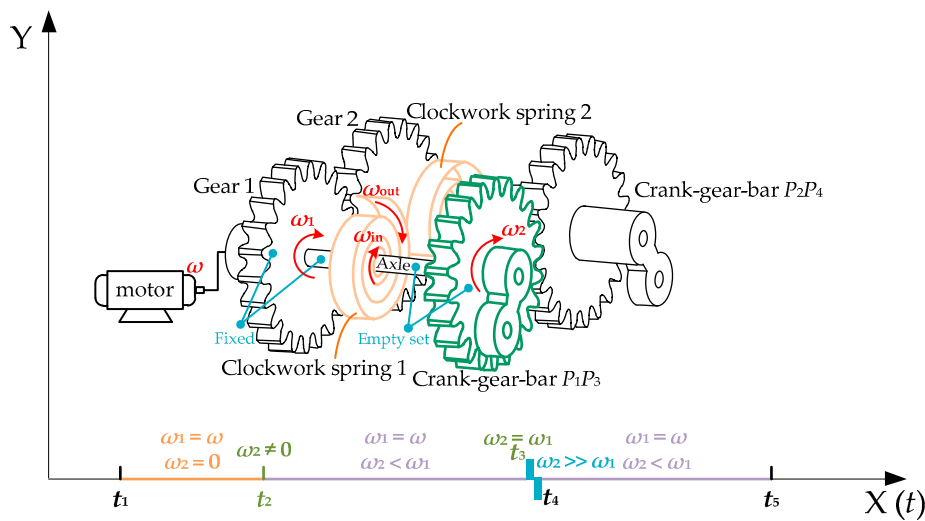 Y
Clockwork spring 2
Gear 2
Gear 1
Crank-gear-bar P₂P₄
ωout
ω₁
ωin
ω₂
Axle
ω
motor
Fixed
Empty set
Clockwork spring 1
Crank-gear-bar P₁P₃
ω₁ = ω
ω₂ = 0
ω₂ ≠ 0
ω₁ = ω
ω₂ < ω₁
ω₂ = ω₁
t₃
ω₂ >> ω₁
ω₁ = ω
ω₂ < ω₁
t₁
t₂
t₄
t₅
X (t)